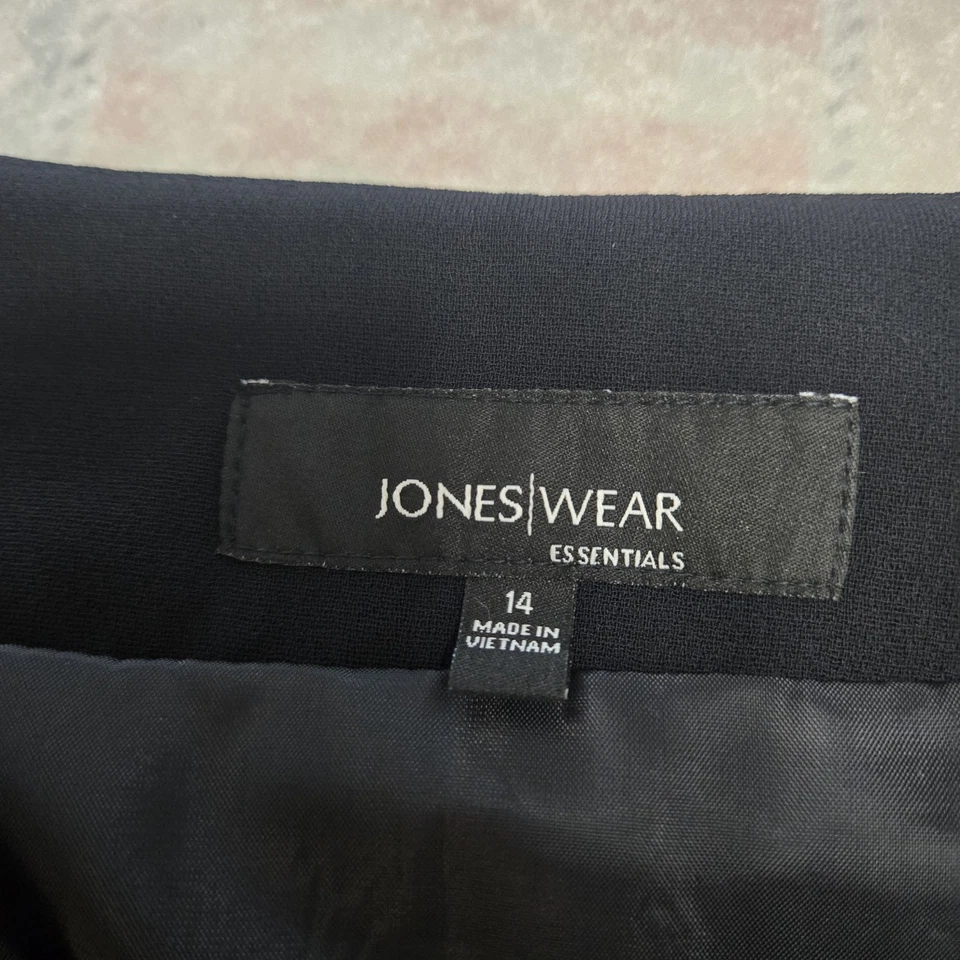 JONES|WEAR
ESSENTIALS
14
MADE IN
VIETNAM